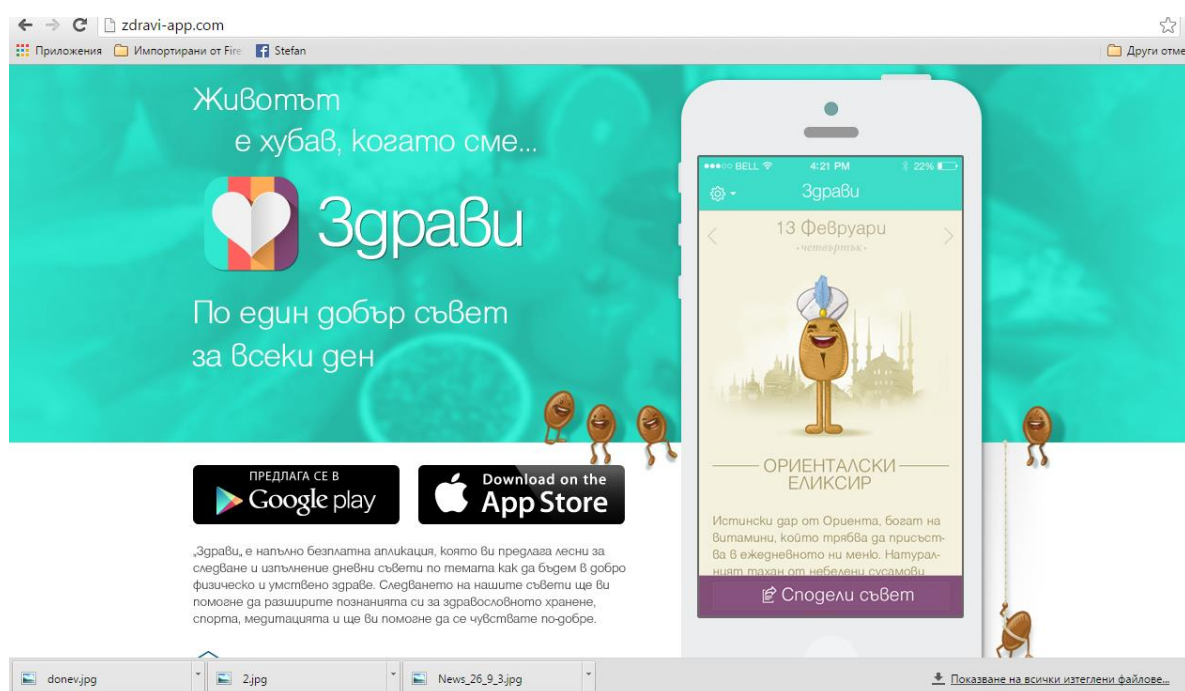 zdravi-app.com
Приложения Импортирани от Fire Stefan Други отме
Животът
е хубав, когато сме...
Здрави
По един добър съвет
за всеки ден
ПРЕДЛАГА СЕ В
Google play
Download on the
App Store
„Здрави„ е напълно безплатна апликация, която ви предлага лесни за
следване и изпълнение дневни съвети по темата как да бъдем в добро
физическо и умствено здраве. Следването на нашите съвети ще ви
помогне да разширите познанията си за здравословното хранене,
спорта, медитацията и ще ви помогне да се чувствате по-добре.
BELL 4:21 PM 22%
Здрави
13 Февруари
·четвъртък·
ОРИЕНТАЛСКИ
ЕЛИКСИР
Истински дар от Ориента, богат на
витамини, който трябва да присъст-
ва в ежедневното ни меню. Натурал-
ният тахан от небелени сусамови
Сподели съвет
donev.jpg 2.jpg News_26_9_3.jpg Показване на всички изтеглени файлове...